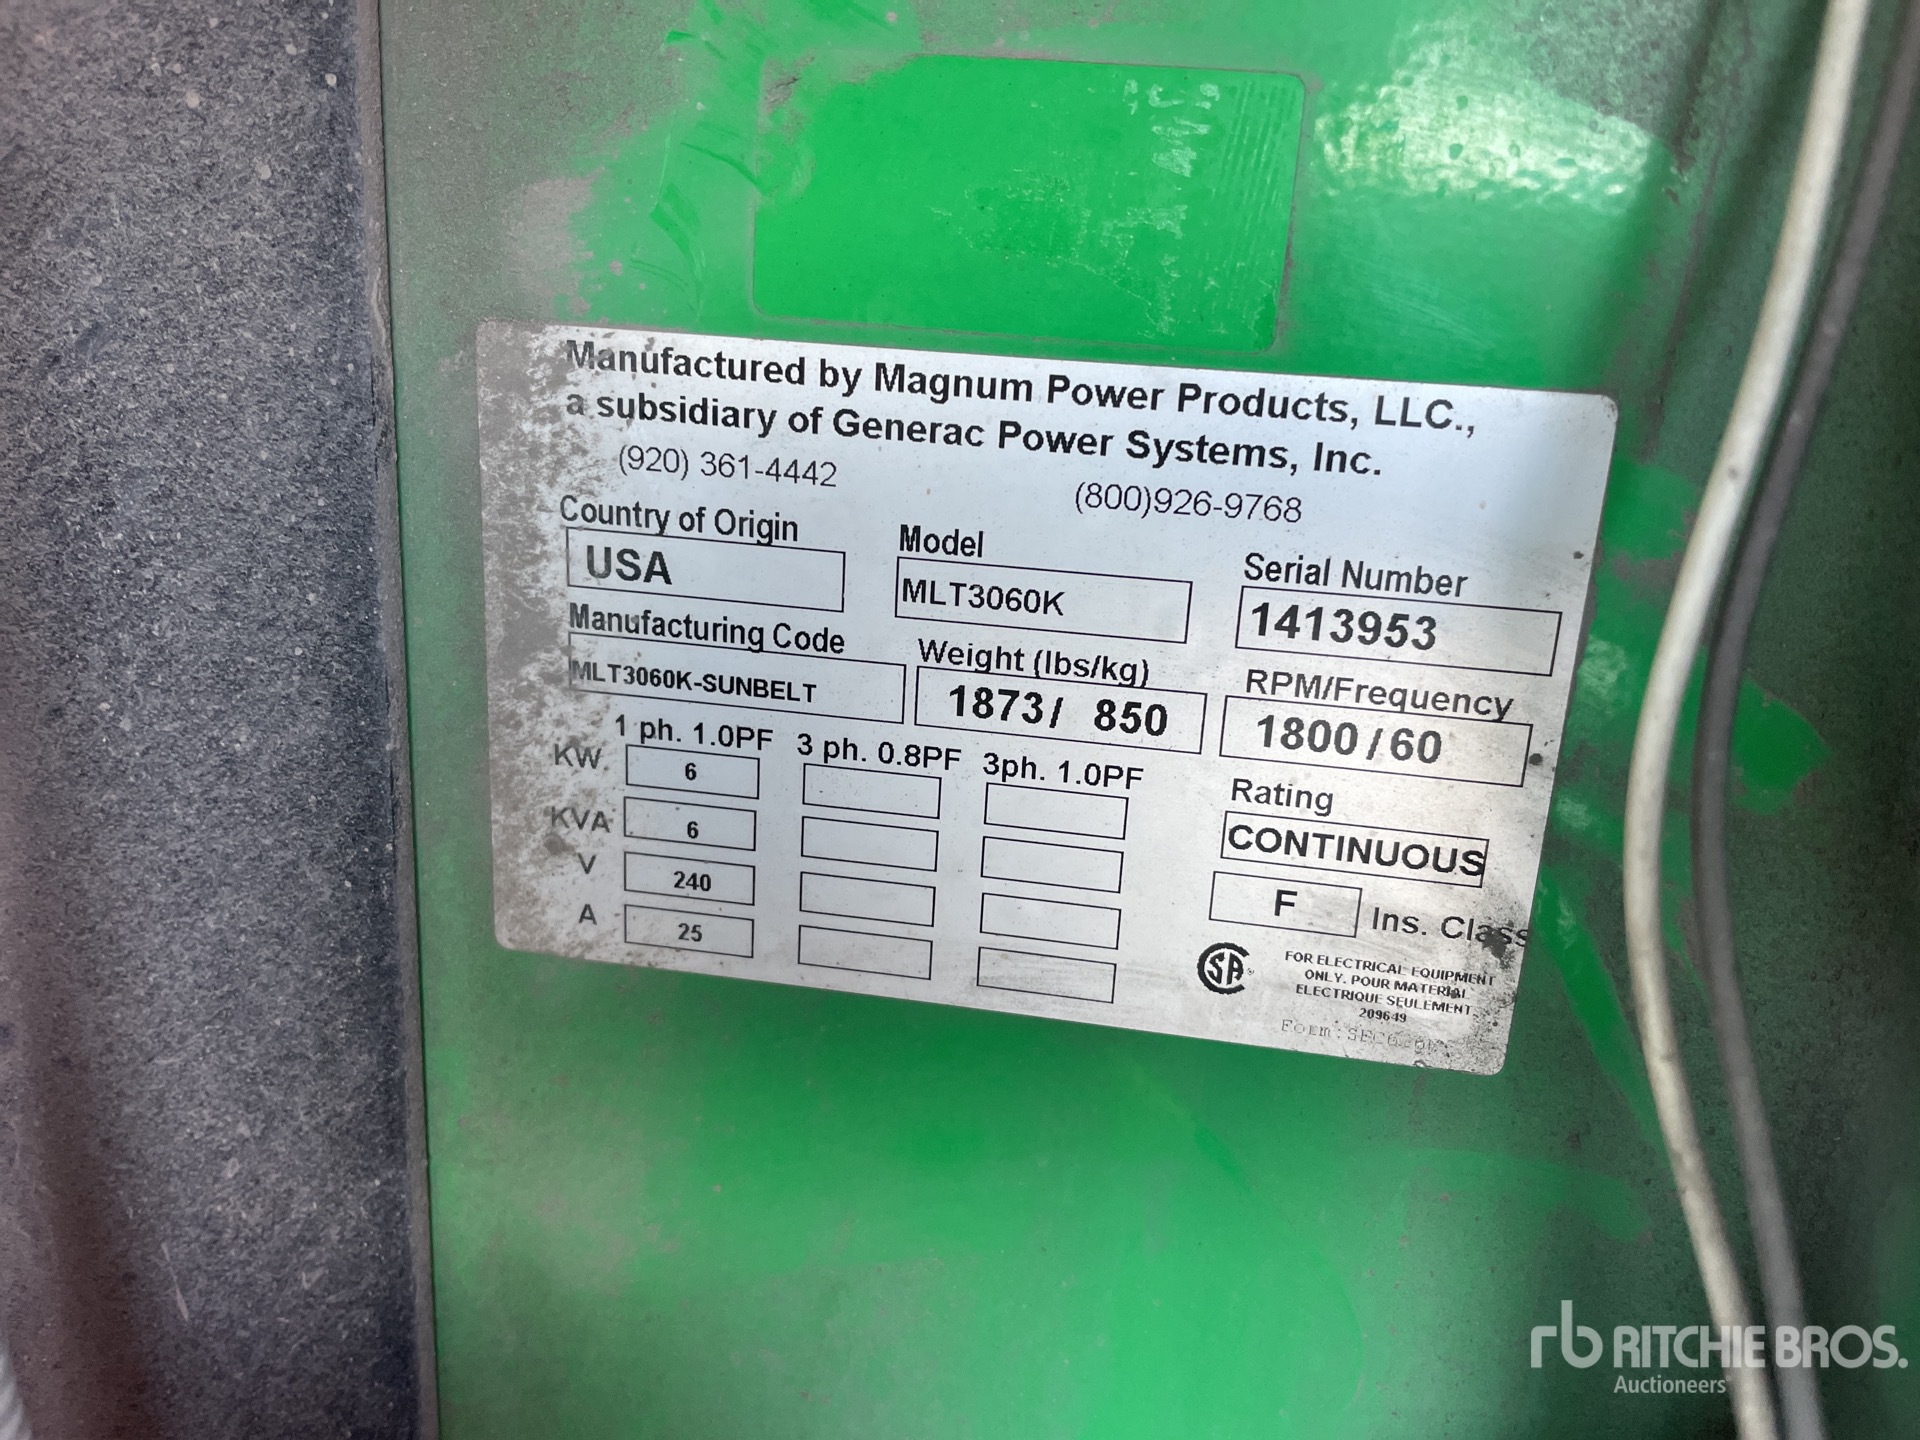 Manufactured by Magnum Power Products, LLC.,
a subsidiary of Generac Power Systems, Inc.
(920) 361-4442 (800)926-9768
Country of Origin Model Serial Number
USA MLT3060K 1413953
Manufacturing Code Weight (lbs/kg) RPM/Frequency
MLT3060K-SUNBELT 1873/ 850 1800/60
1 ph. 1.0PF 3 ph. 0.8PF 3ph. 1.0PF
KW 6
KVA 6
V 240
A 25
Rating
CONTINUOUS
F Ins. Class
SA
FOR ELECTRICAL EQUIPMENT
ONLY. POUR MATERIAL
ELECTRIQUE SEULEMENT.
209649
Form:
rb RITCHIE BROS.
Auctioneers